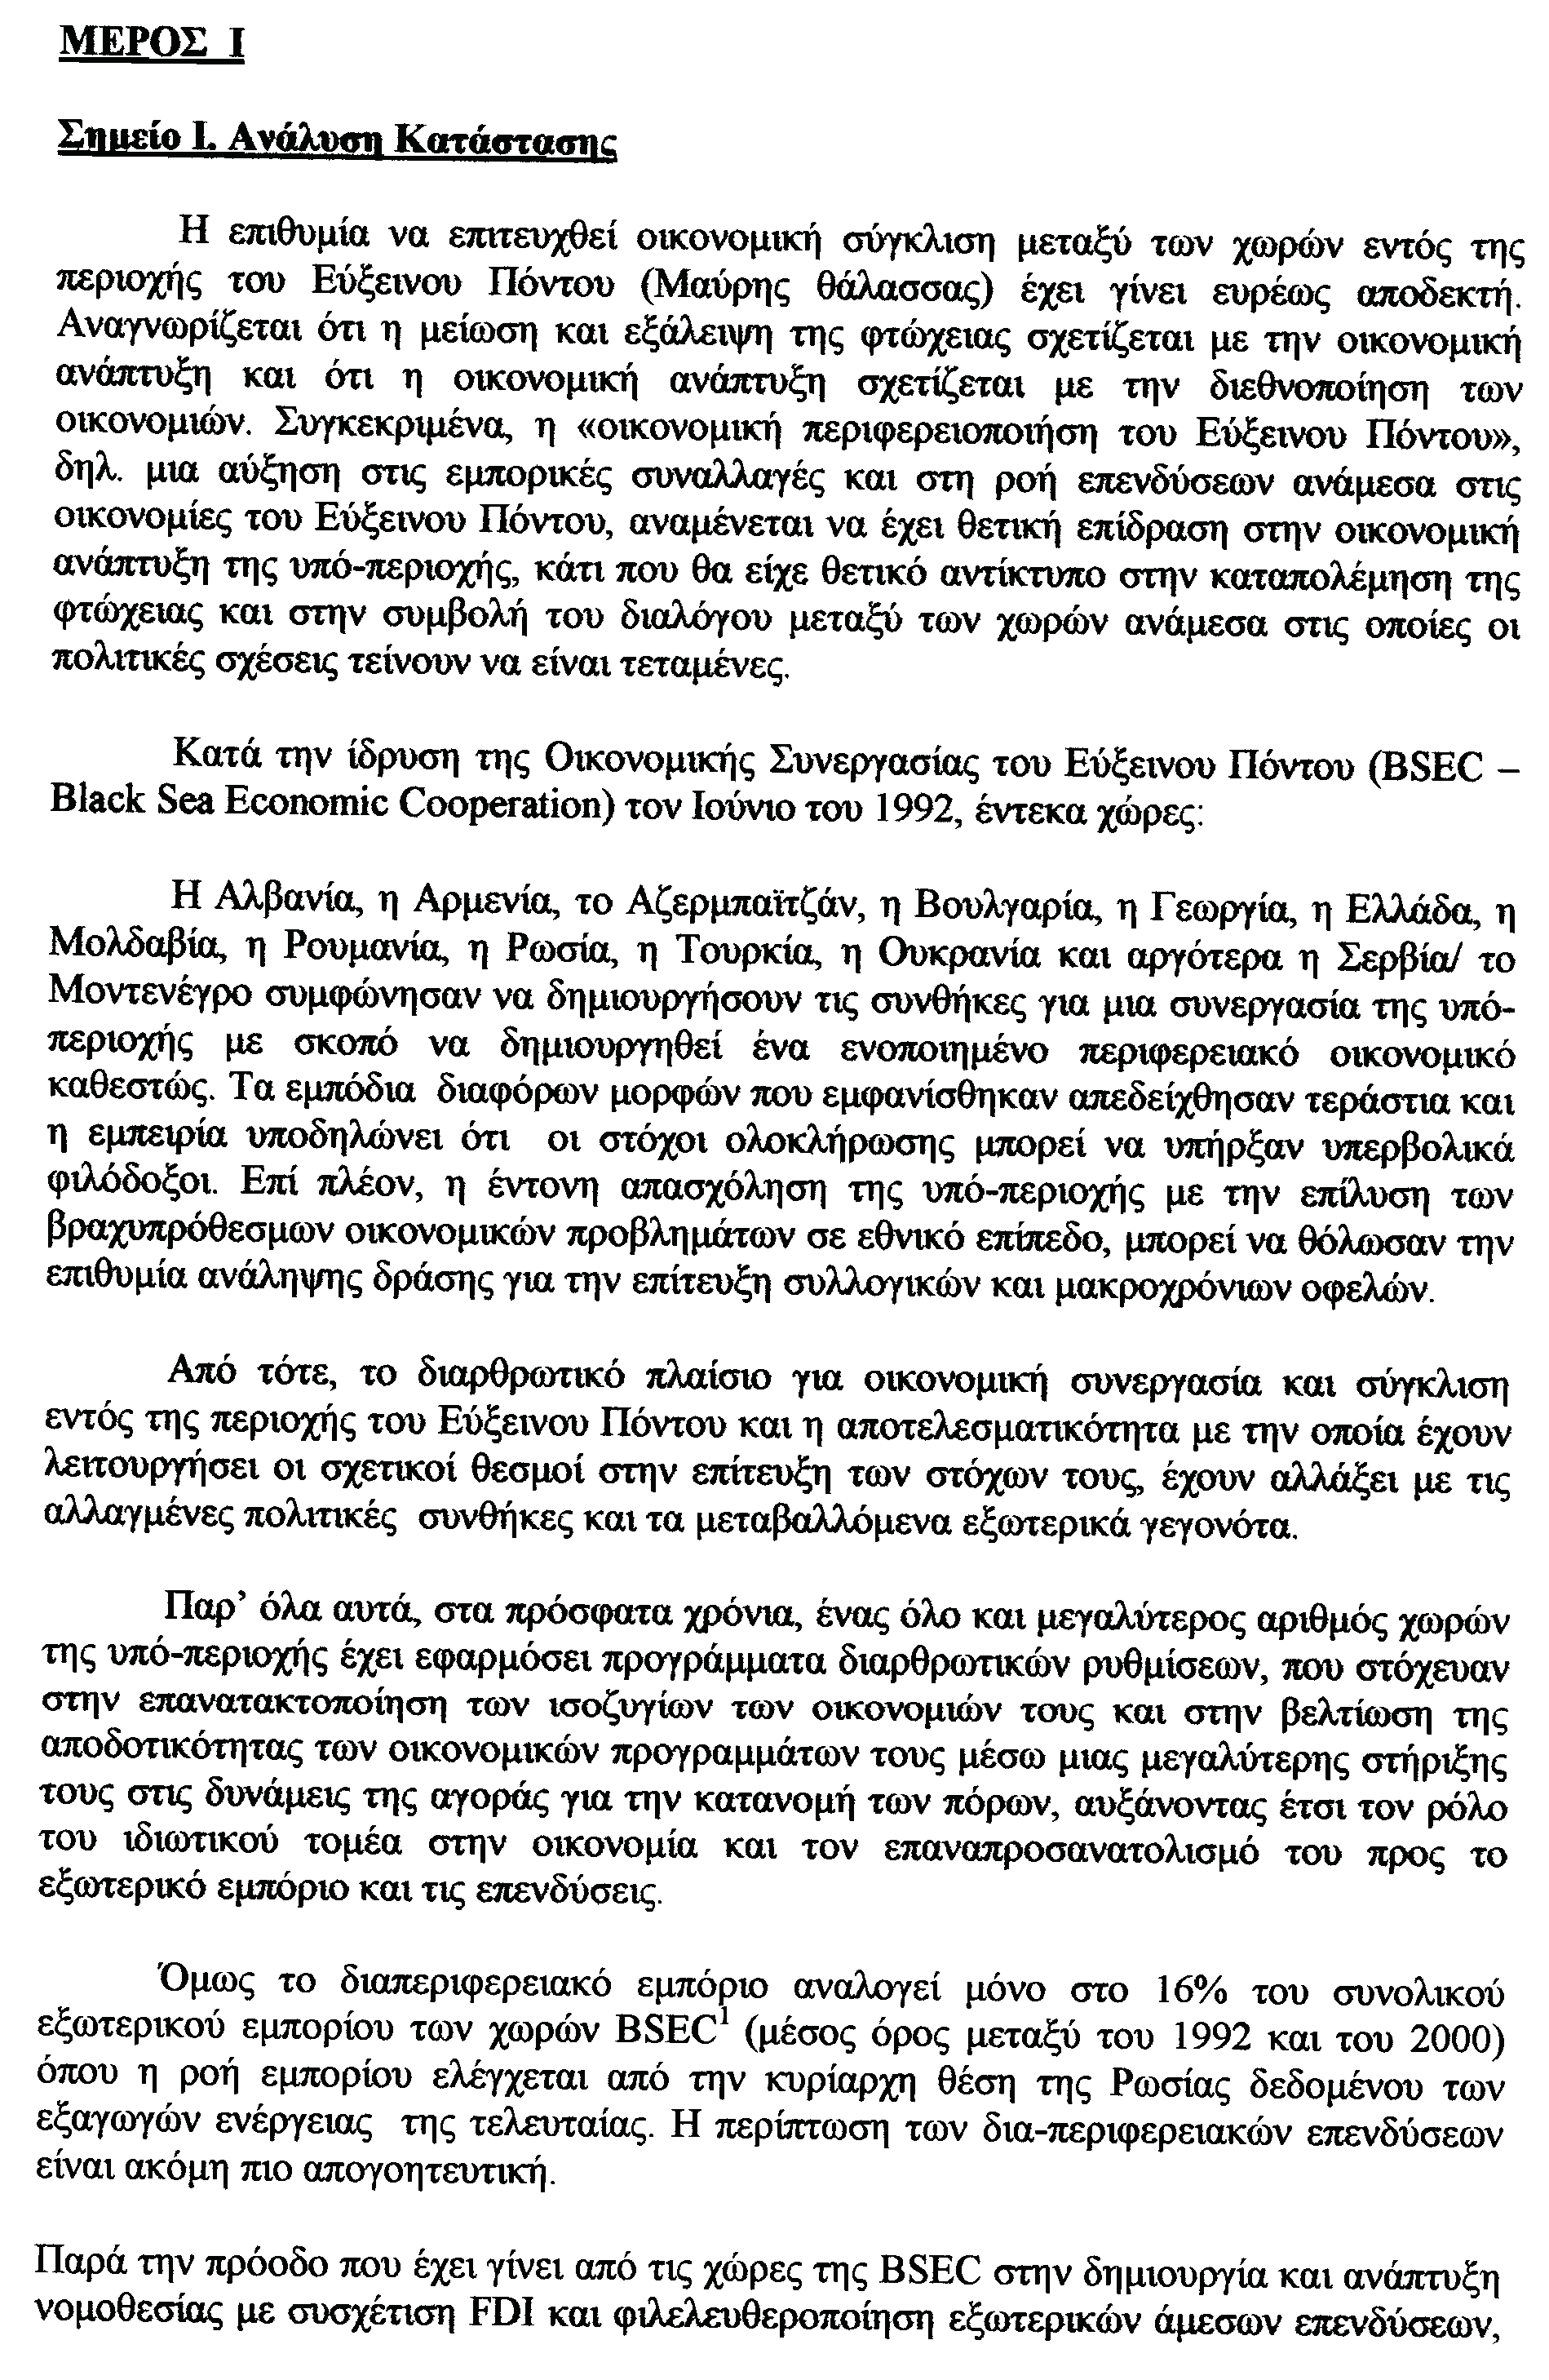 ΜΕΡΟΣ Ι
Σημείο Ι. Ανάλυση Κατάστασης
Η επιθυμία να επιτευχθεί οικονομική σύγκλιση μεταξύ των χωρών εντός της
περιοχής του Εύξεινου Πόντου (Μαύρης θάλασσας) έχει γίνει ευρέως αποδεκτή.
Αναγνωρίζεται ότι η μείωση και εξάλειψη της φτώχειας σχετίζεται με την οικονομική
ανάπτυξη και ότι η οικονομική ανάπτυξη σχετίζεται με την διεθνοποίηση των
οικονομιών. Συγκεκριμένα, η «οικονομική περιφερειοποιήση του Εύξεινου Πόντου»,
δηλ. μια αύξηση στις εμπορικές συναλλαγές και στη ροή επενδύσεων ανάμεσα στις
οικονομίες του Εύξεινου Πόντου, αναμένεται να έχει θετική επίδραση στην οικονομική
ανάπτυξη της υπό-περιοχής, κάτι που θα είχε θετικό αντίκτυπο στην καταπολέμηση της
φτώχειας και στην συμβολή του διαλόγου μεταξύ των χωρών ανάμεσα στις οποίες οι
πολιτικές σχέσεις τείνουν να είναι τεταμένες.
Κατά την ίδρυση της Οικονομικής Συνεργασίας του Εύξεινου Πόντου (BSEC –
Black Sea Economic Cooperation) τον Ιούνιο του 1992, έντεκα χώρες:
Η Αλβανία, η Αρμενία, το Αζερμπαϊτζάν, η Βουλγαρία, η Γεωργία, η Ελλάδα, η
Μολδαβία, η Ρουμανία, η Ρωσία, η Τουρκία, η Ουκρανία και αργότερα η Σερβία/ το
Μοντενέγρο συμφώνησαν να δημιουργήσουν τις συνθήκες για μια συνεργασία της υπό-
περιοχής με σκοπό να δημιουργηθεί ένα ενοποιημένο περιφερειακό οικονομικό
καθεστώς. Τα εμπόδια διαφόρων μορφών που εμφανίσθηκαν απεδείχθησαν τεράστια και
η εμπειρία υποδηλώνει ότι οι στόχοι ολοκλήρωσης μπορεί να υπήρξαν υπερβολικά
φιλόδοξοι. Επί πλέον, η έντονη απασχόληση της υπό-περιοχής με την επίλυση των
βραχυπρόθεσμων οικονομικών προβλημάτων σε εθνικό επίπεδο, μπορεί να θόλωσαν την
επιθυμία ανάληψης δράσης για την επίτευξη συλλογικών και μακροχρόνιων οφελών.
Από τότε, το διαρθρωτικό πλαίσιο για οικονομική συνεργασία και σύγκλιση
εντός της περιοχής του Εύξεινου Πόντου και η αποτελεσματικότητα με την οποία έχουν
λειτουργήσει οι σχετικοί θεσμοί στην επίτευξη των στόχων τους, έχουν αλλάξει με τις
αλλαγμένες πολιτικές συνθήκες και τα μεταβαλλόμενα εξωτερικά γεγονότα.
Παρ’ όλα αυτά, στα πρόσφατα χρόνια, ένας όλο και μεγαλύτερος αριθμός χωρών
της υπό-περιοχής έχει εφαρμόσει προγράμματα διαρθρωτικών ρυθμίσεων, που στόχευαν
στην επανατακτοποίηση των ισοζυγίων των οικονομιών τους και στην βελτίωση της
αποδοτικότητας των οικονομικών προγραμμάτων τους μέσω μιας μεγαλύτερης στήριξης
τους στις δυνάμεις της αγοράς για την κατανομή των πόρων, αυξάνοντας έτσι τον ρόλο
του ιδιωτικού τομέα στην οικονομία και τον επαναπροσανατολισμό του προς το
εξωτερικό εμπόριο και τις επενδύσεις.
Όμως το διαπεριφερειακό εμπόριο αναλογεί μόνο στο 16% του συνολικού
εξωτερικού εμπορίου των χωρών BSEC¹ (μέσος όρος μεταξύ του 1992 και του 2000)
όπου η ροή εμπορίου ελέγχεται από την κυρίαρχη θέση της Ρωσίας δεδομένου των
εξαγωγών ενέργειας της τελευταίας. Η περίπτωση των δια-περιφερειακών επενδύσεων
είναι ακόμη πιο απογοητευτική.
Παρά την πρόοδο που έχει γίνει από τις χώρες της BSEC στην δημιουργία και ανάπτυξη
νομοθεσίας με συσχέτιση FDI και φιλελευθεροποίηση εξωτερικών άμεσων επενδύσεων,